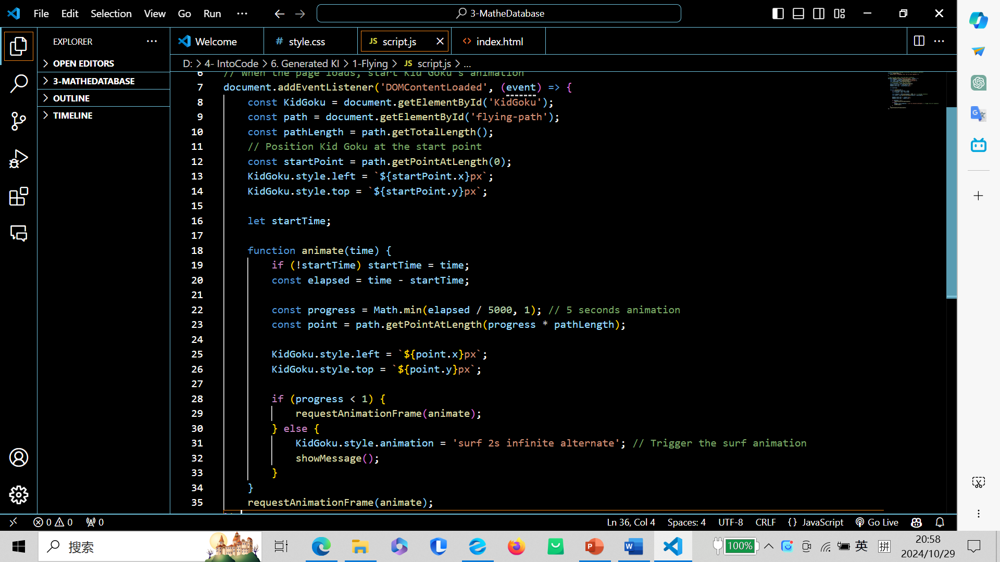 File Edit Selection View Go Run
3-MatheDatabase
EXPLORER
Welcome
# style.css
JS script.js
<> index.html
OPEN EDITORS
3-MATHEDATABASE
OUTLINE
TIMELINE
D: > 4- IntoCode > 6. Generated KI > 1-Flying > JS script.js > ...
6 // When the page loads, start Kid Goku's animation
7 document.addEventListener('DOMContentLoaded', (event) => {
8 const KidGoku = document.getElementById('KidGoku');
9 const path = document.getElementById('flying-path');
10 const pathLength = path.getTotalLength();
11 // Position Kid Goku at the start point
12 const startPoint = path.getPointAtLength(0);
13 KidGoku.style.left = `${startPoint.x}px`;
14 KidGoku.style.top = `${startPoint.y}px`;
15
16 let startTime;
17
18 function animate(time) {
19 if (!startTime) startTime = time;
20 const elapsed = time - startTime;
21
22 const progress = Math.min(elapsed / 5000, 1); // 5 seconds animation
23 const point = path.getPointAtLength(progress * pathLength);
24
25 KidGoku.style.left = `${point.x}px`;
26 KidGoku.style.top = `${point.y}px`;
27
28 if (progress < 1) {
29 requestAnimationFrame(animate);
30 } else {
31 KidGoku.style.animation = 'surf 2s infinite alternate'; // Trigger the surf animation
32 showMessage();
33 }
34 }
35 requestAnimationFrame(animate);
0 0 0
Ln 36, Col 4 Spaces: 4 UTF-8 CRLF {} JavaScript Go Live
搜索
100%
英
拼
20:58
2024/10/29